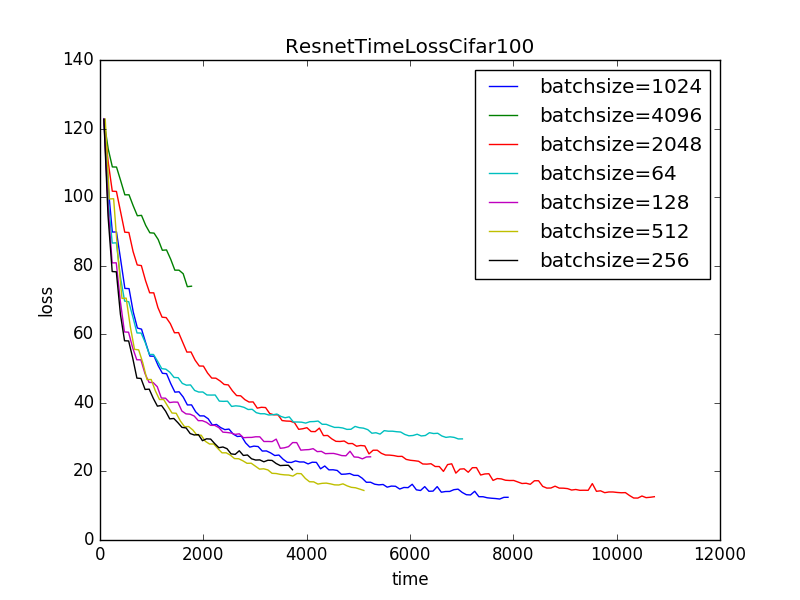 ResnetTimeLossCifar100
140
120
100
80
60
40
20
0
loss
0 2000 4000 6000 8000 10000 12000
time
batchsize=1024
batchsize=4096
batchsize=2048
batchsize=64
batchsize=128
batchsize=512
batchsize=256